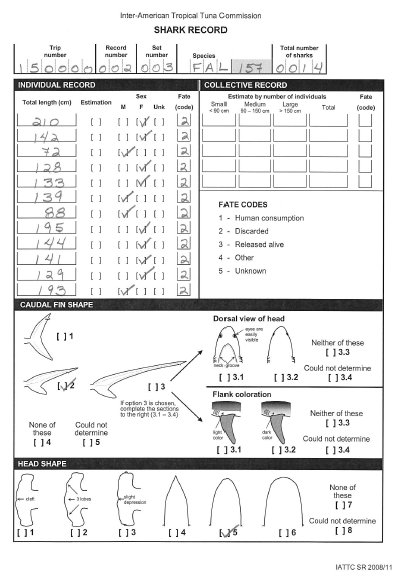 Inter-American Tropical Tuna Commission
SHARK RECORD
Trip number
Record number
Set number
Species
Total number of sharks
150000 002 003 FAL 157 0014
INDIVIDUAL RECORD
Total length (cm) Estimation Sex M F Unk Fate (code)
210 [ ] [ ] [✓] [ ] 2
142 [ ] [ ] [✓] [ ] 2
72 [ ] [✓] [ ] [ ] 2
128 [ ] [ ] [✓] [ ] 2
133 [ ] [ ] [✓] [ ] 2
139 [ ] [✓] [ ] [ ] 2
88 [ ] [✓] [ ] [ ] 2
195 [ ] [ ] [✓] [ ] 2
144 [ ] [ ] [✓] [ ] 2
141 [ ] [ ] [✓] [ ] 2
129 [ ] [ ] [✓] [ ] 2
193 [ ] [✓] [ ] [ ] 2
COLLECTIVE RECORD
Estimate by number of individuals
Small < 90 cm
Medium 90 – 150 cm
Large > 150 cm
Total
Fate (code)
FATE CODES
1 - Human consumption
2 - Discarded
3 - Released alive
4 - Other
5 - Unknown
CAUDAL FIN SHAPE
[ ] 1
[✓] 2
[ ] 3
If option 3 is chosen,
complete the sections
to the right (3.1 – 3.4)
None of
these
[ ] 4
Could not
determine
[ ] 5
Dorsal view of head
eyes are
easily
visible
neck groove
[ ] 3.1
[ ] 3.2
Neither of these
[ ] 3.3
Could not determine
[ ] 3.4
Flank coloration
light
color
[ ] 3.1
dark
color
[ ] 3.2
Neither of these
[ ] 3.3
Could not determine
[ ] 3.4
HEAD SHAPE
cleft
3 lobes
slight
depression
[ ] 1
[ ] 2
[ ] 3
[ ] 4
[✓] 5
[ ] 6
None of
these
[ ] 7
Could not determine
[ ] 8
IATTC SR 2008/11